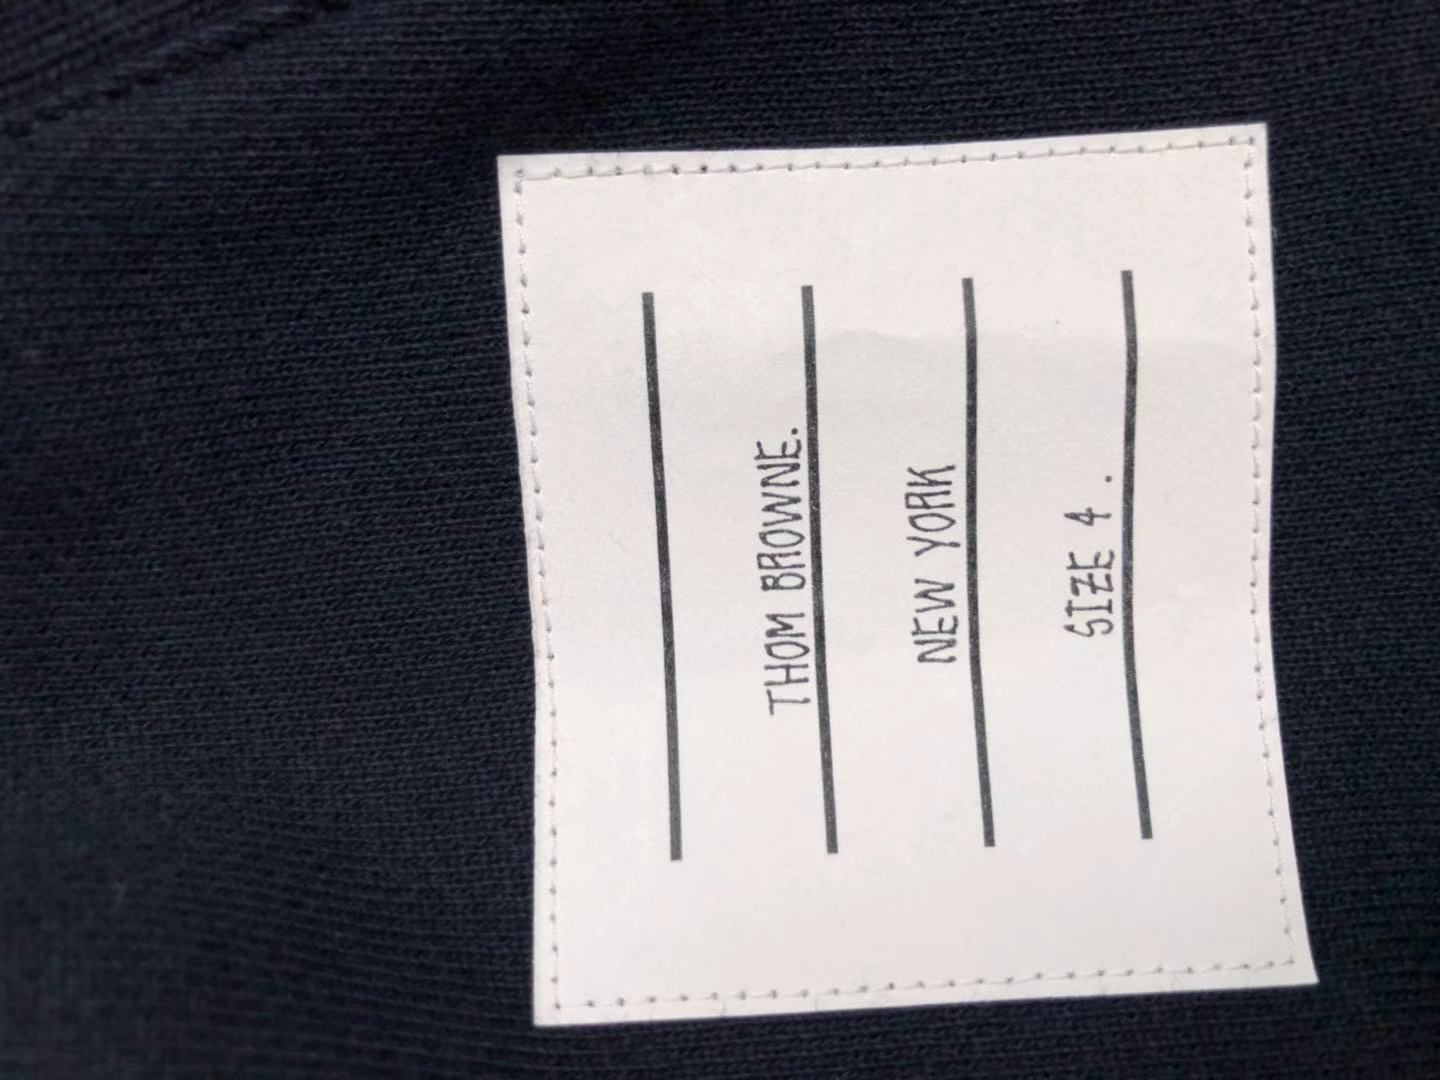 THOM BROWNE.
NEW YORK
SIZE 4.